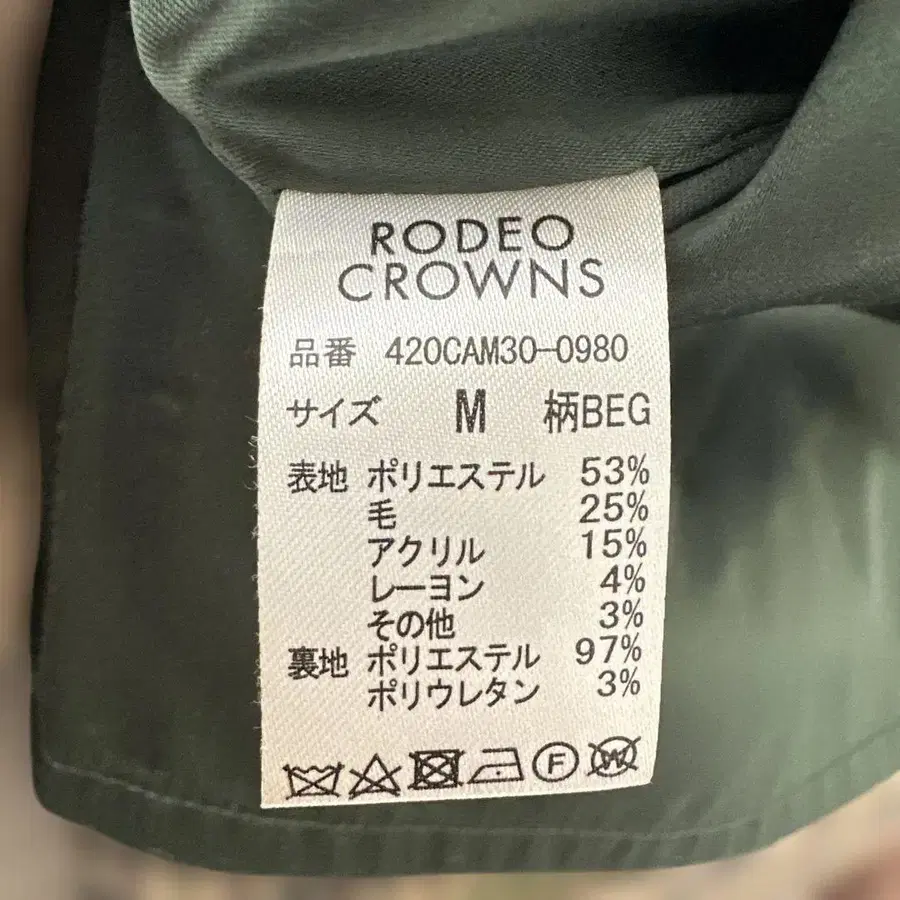 RODEO
CROWNS
品番 420CAM30-0980
サイズ M 柄BEG
表地 ポリエステル 53%
毛 25%
アクリル 15%
レーヨン 4%
その他 3%
裏地 ポリエステル 97%
ポリウレタン 3%
F W